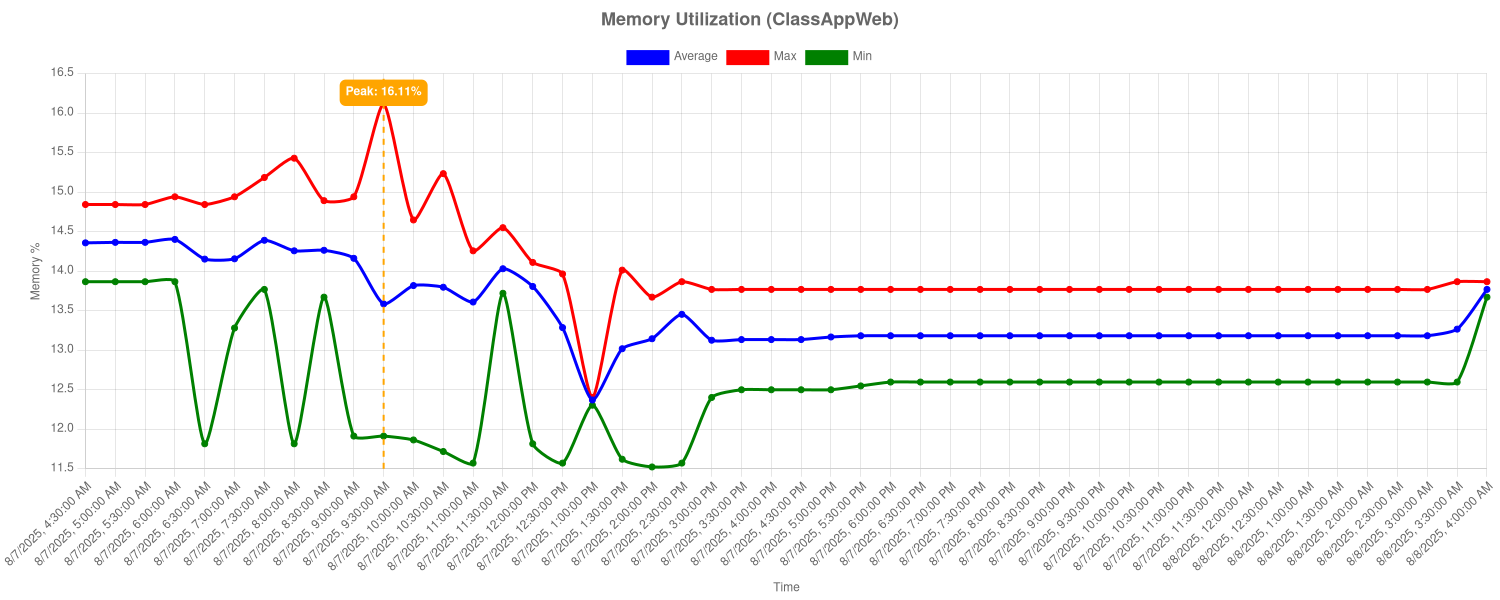 Memory Utilization (ClassAppWeb)
Average Max Min
Peak: 16.11%
16.5
16.0
15.5
15.0
14.5
14.0
13.5
13.0
12.5
12.0
11.5
Memory %
8/7/2025, 4:30:00 AM
8/7/2025, 5:00:00 AM
8/7/2025, 5:30:00 AM
8/7/2025, 6:00:00 AM
8/7/2025, 6:30:00 AM
8/7/2025, 7:00:00 AM
8/7/2025, 7:30:00 AM
8/7/2025, 8:00:00 AM
8/7/2025, 8:30:00 AM
8/7/2025, 9:00:00 AM
8/7/2025, 9:30:00 AM
8/7/2025, 10:00:00 AM
8/7/2025, 10:30:00 AM
8/7/2025, 11:00:00 AM
8/7/2025, 11:30:00 AM
8/7/2025, 12:00:00 PM
8/7/2025, 12:30:00 PM
8/7/2025, 1:00:00 PM
8/7/2025, 1:30:00 PM
8/7/2025, 2:00:00 PM
8/7/2025, 2:30:00 PM
8/7/2025, 3:00:00 PM
8/7/2025, 3:30:00 PM
8/7/2025, 4:00:00 PM
8/7/2025, 4:30:00 PM
8/7/2025, 5:00:00 PM
8/7/2025, 5:30:00 PM
8/7/2025, 6:00:00 PM
8/7/2025, 6:30:00 PM
8/7/2025, 7:00:00 PM
8/7/2025, 7:30:00 PM
8/7/2025, 8:00:00 PM
8/7/2025, 8:30:00 PM
8/7/2025, 9:00:00 PM
8/7/2025, 9:30:00 PM
8/7/2025, 10:00:00 PM
8/7/2025, 10:30:00 PM
8/7/2025, 11:00:00 PM
8/7/2025, 11:30:00 PM
8/8/2025, 12:00:00 AM
8/8/2025, 12:30:00 AM
8/8/2025, 1:00:00 AM
8/8/2025, 1:30:00 AM
8/8/2025, 2:00:00 AM
8/8/2025, 2:30:00 AM
8/8/2025, 3:00:00 AM
8/8/2025, 3:30:00 AM
8/8/2025, 4:00:00 AM
Time